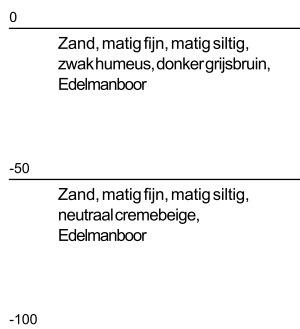 0
Zand, matig fijn, matig siltig,
zwak humeus, donker grijsbruin,
Edelmanboor
-50
Zand, matig fijn, matig siltig,
neutraal cremebeige,
Edelmanboor
-100